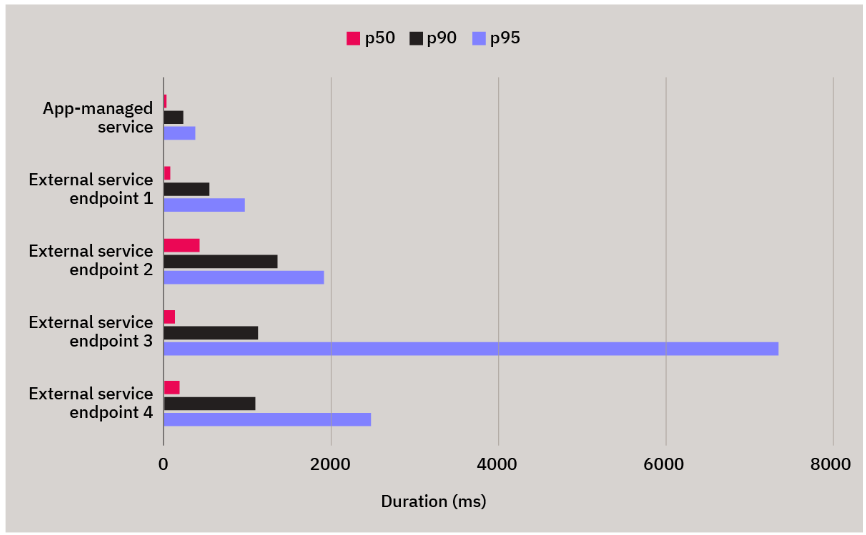 p50 p90 p95
App-managed
service
External service
endpoint 1
External service
endpoint 2
External service
endpoint 3
External service
endpoint 4
0 2000 4000 6000 8000
Duration (ms)